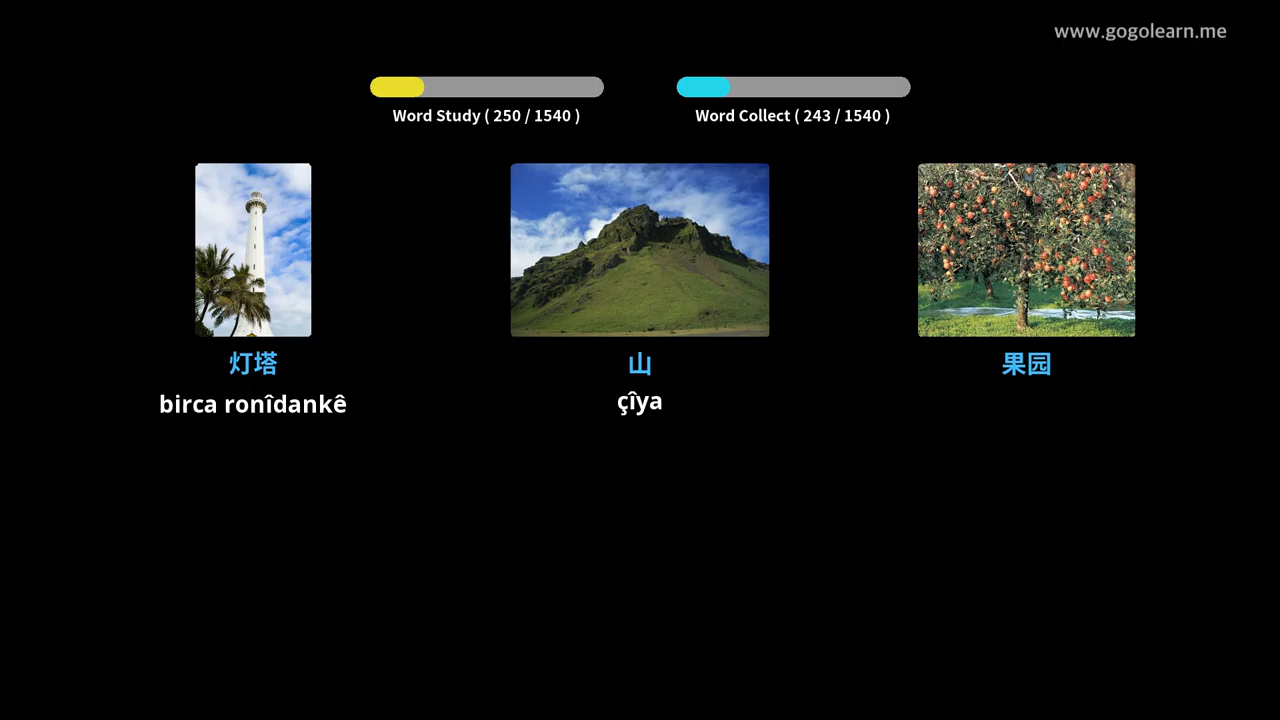 www.gogolearn.me
Word Study ( 250 / 1540 )
Word Collect ( 243 / 1540 )
灯塔
山
果园
birca ronîdankê
çîya